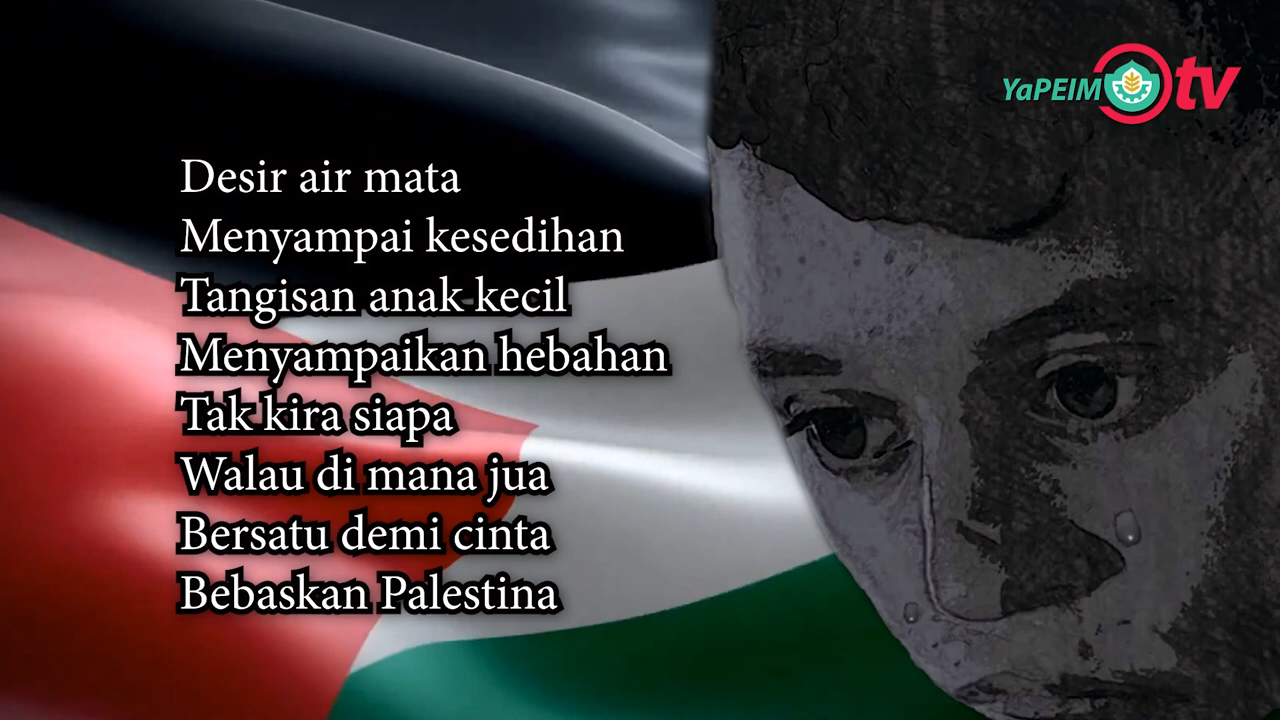 YaPEIM tv
Desir air mata
Menyampai kesedihan
Tangisan anak kecil
Menyampaikan hebahan
Tak kira siapa
Walau di mana jua
Bersatu demi cinta
Bebaskan Palestina